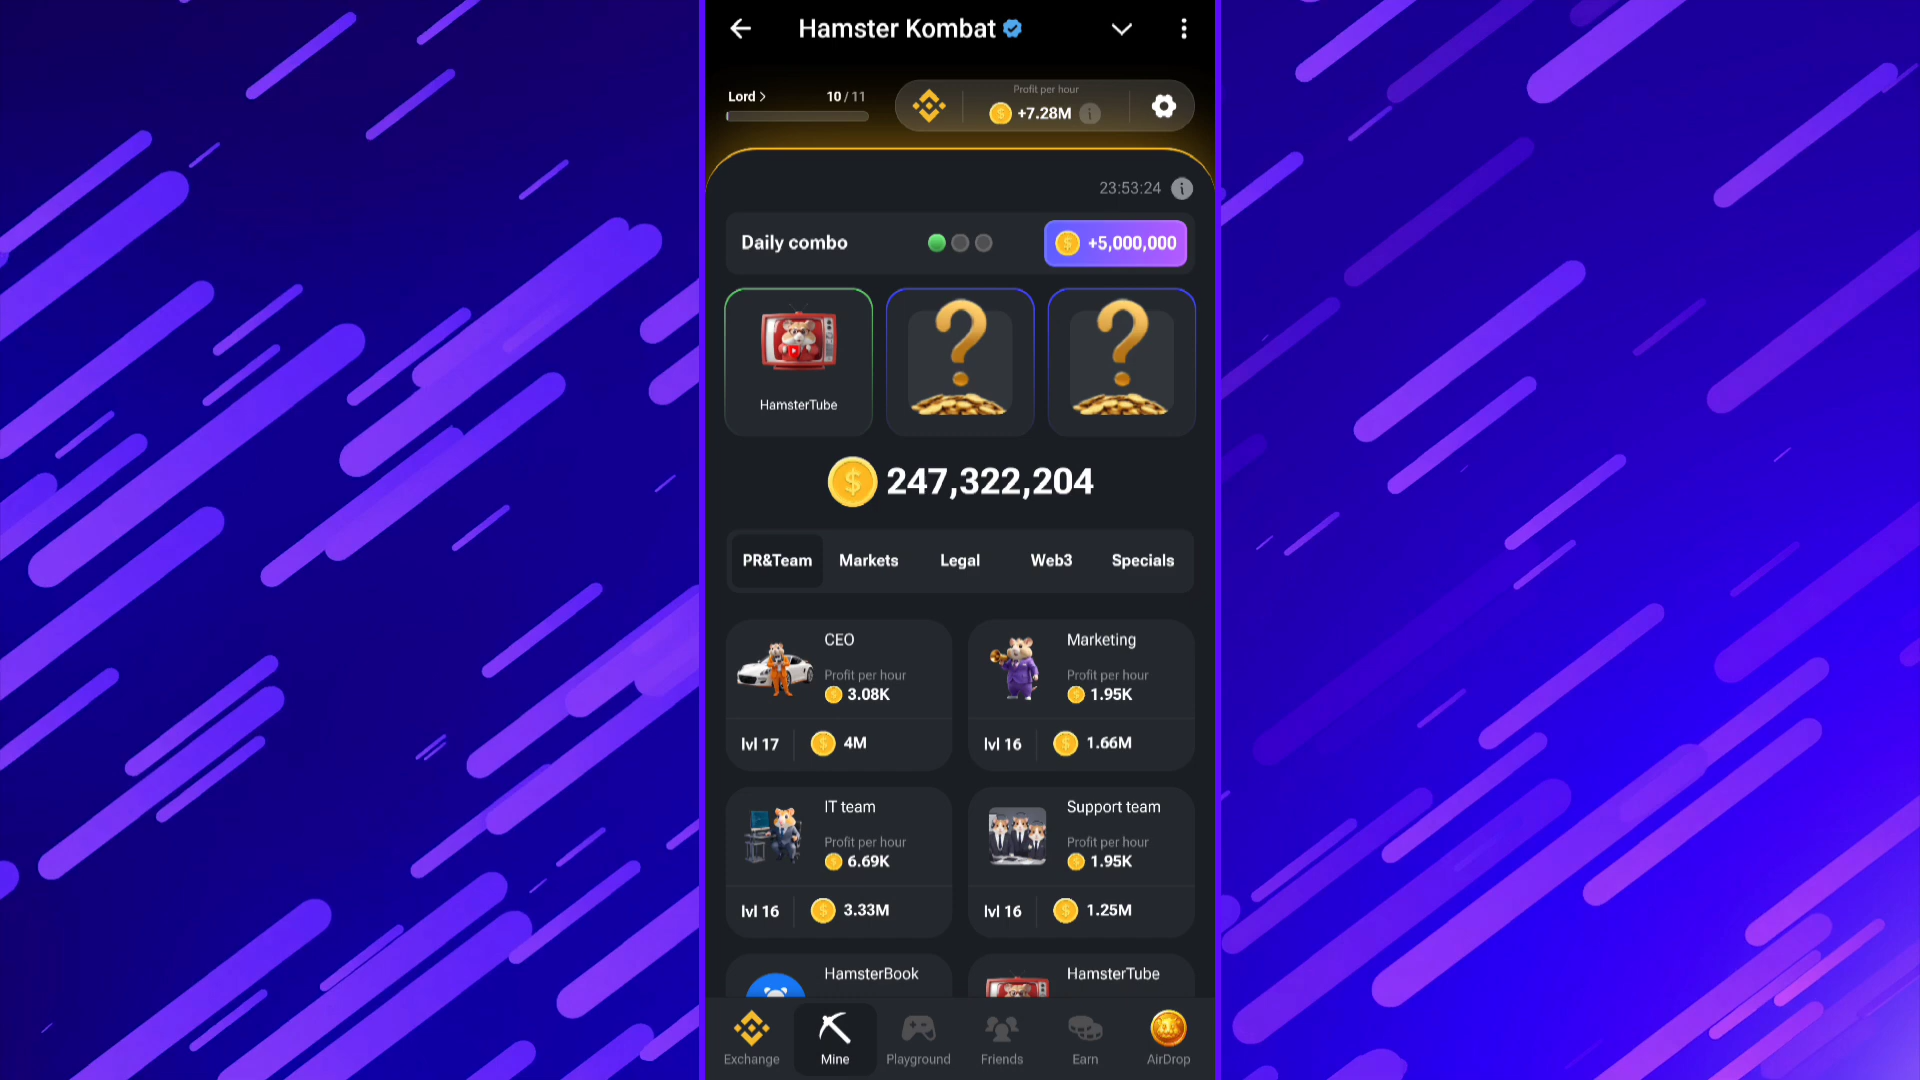 Hamster Kombat
Lord >
10 / 11
Profit per hour
+7.28M
23:53:24
Daily combo
+5,000,000
HamsterTube
247,322,204
PR&Team Markets Legal Web3 Specials
CEO
Profit per hour
3.08K
lvl 17
4M
Marketing
Profit per hour
1.95K
lvl 16
1.66M
IT team
Profit per hour
6.69K
lvl 16
3.33M
Support team
Profit per hour
1.95K
lvl 16
1.25M
HamsterBook
HamsterTube
Exchange Mine Playground Friends Earn AirDrop